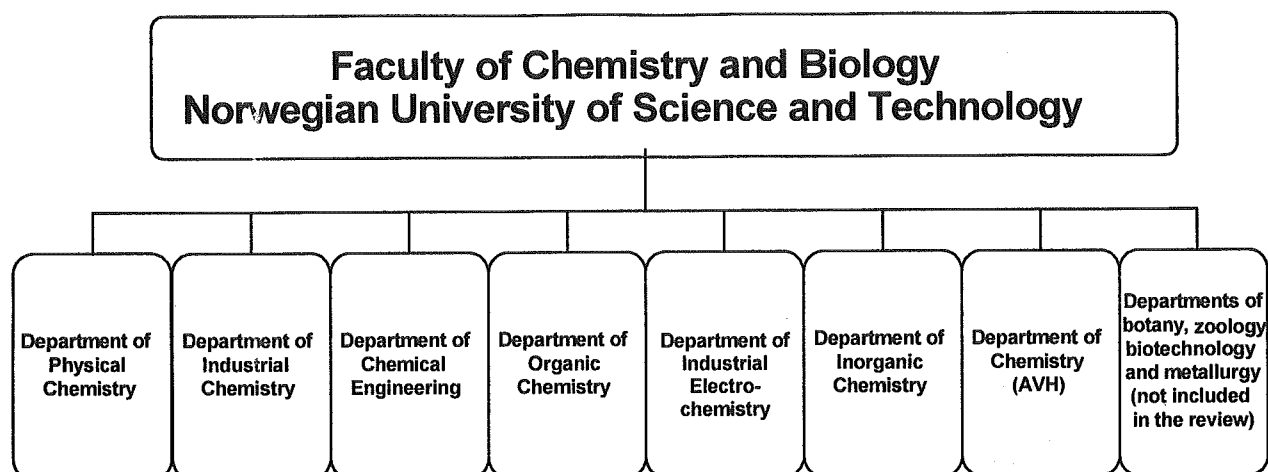 Faculty of Chemistry and Biology
Norwegian University of Science and Technology
Department of
Physical
Chemistry
Department of
Industrial
Chemistry
Department of
Chemical
Engineering
Department of
Organic
Chemistry
Department of
Industrial
Electro-
chemistry
Department of
Inorganic
Chemistry
Department of
Chemistry
(AVH)
Departments of
botany, zoology
biotechnology
and metallurgy
(not included
in the review)